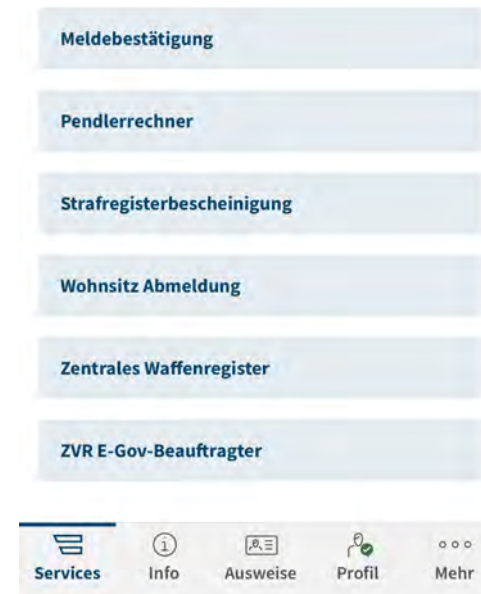 Meldebestätigung
Pendlerrechner
Strafregisterbescheinigung
Wohnsitz Abmeldung
Zentrales Waffenregister
ZVR E-Gov-Beauftragter
Services Info Ausweise Profil Mehr